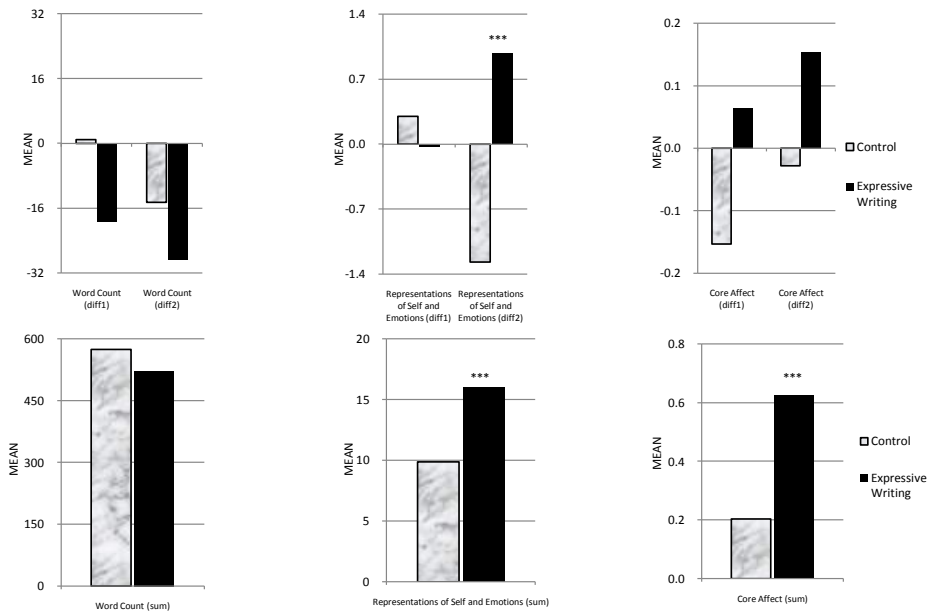 32
16
0
-16
-32
MEAN
Word Count
(diff1)
Word Count
(diff2)
1.4
0.7
0.0
-0.7
-1.4
MEAN
***
Representations
of Self and
Emotions (diff1)
Representations
of Self and
Emotions (diff2)
0.2
0.1
0.0
-0.1
-0.2
MEAN
Core Affect
(diff1)
Core Affect
(diff2)
Control
Expressive
Writing
600
450
300
150
0
MEAN
Word Count (sum)
20
15
10
5
0
MEAN
***
Representations of Self and Emotions (sum)
0.8
0.6
0.4
0.2
0.0
MEAN
***
Core Affect (sum)
Control
Expressive
Writing